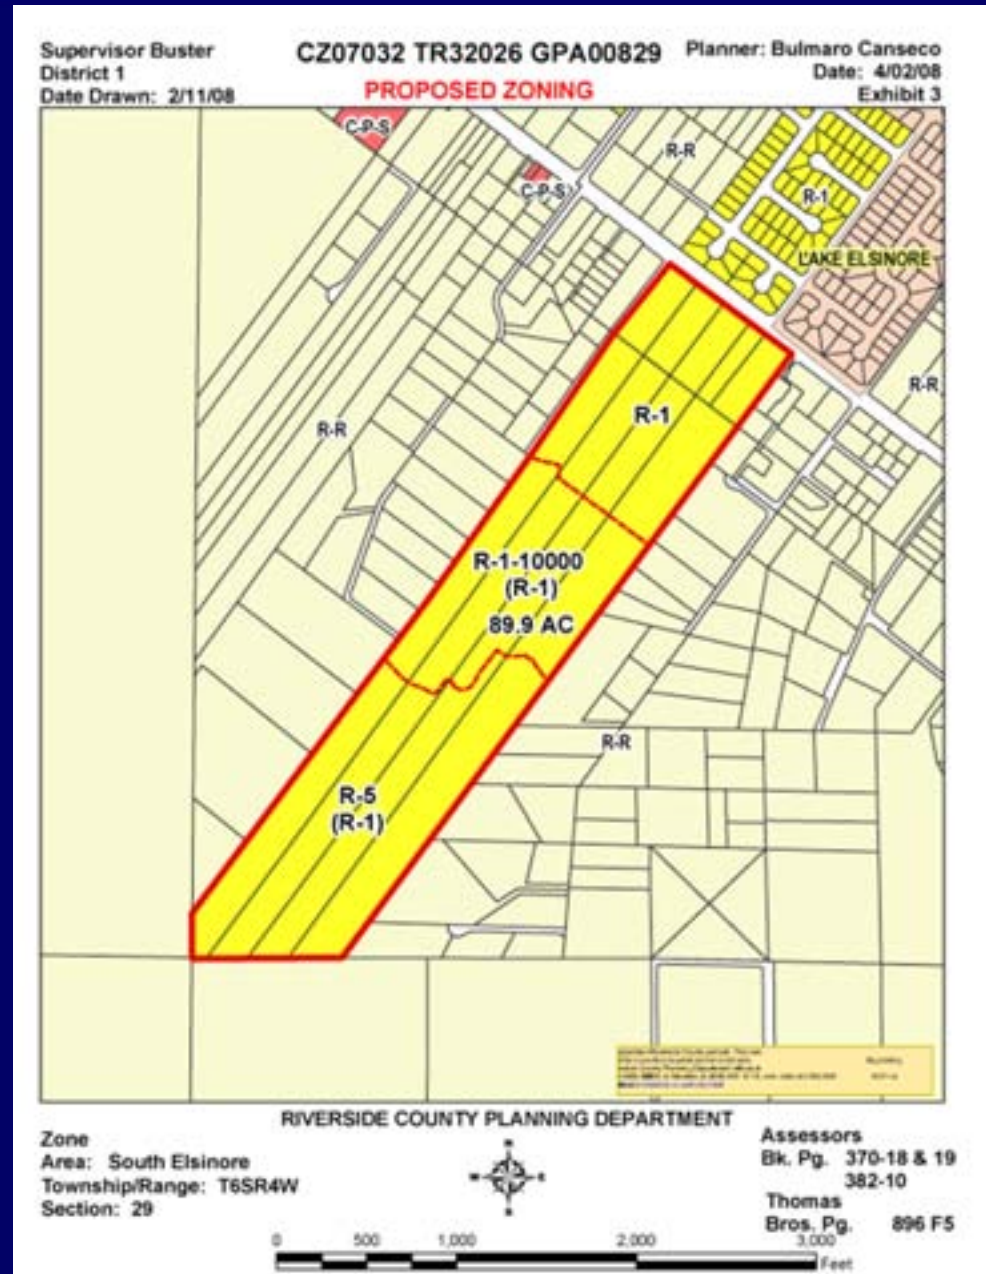 Supervisor Buster
District 1
Date Drawn: 2/11/08
CZ07032 TR32026 GPA00829
PROPOSED ZONING
Planner: Bulmaro Canseco
Date: 4/02/08
Exhibit 3
C-P-S
R-R
C-P-S
R-1
LAKE ELSINORE
R-R
R-1
R-R
R-1-10000
(R-1)
89.9 AC
R-R
R-5
(R-1)
RIVERSIDE COUNTY PLANNING DEPARTMENT
Zone
Area: South Elsinore
Township/Range: T6SR4W
Section: 29
N
W
E
S
Assessors
Bk. Pg. 370-18 & 19
382-10
Thomas
Bros. Pg. 896 F5
0 500 1,000 2,000 3,000
Feet